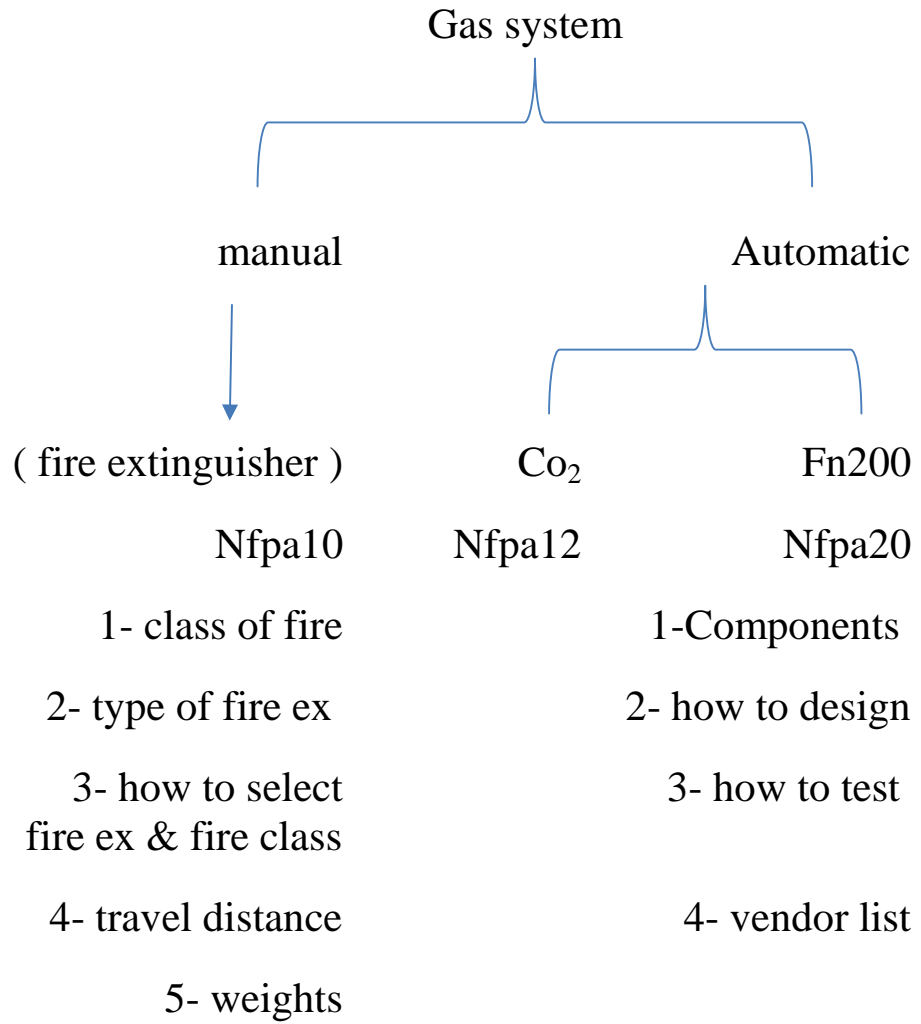 Gas system
manual Automatic
( fire extinguisher ) Co₂ Fn200
Nfpa10 Nfpa12 Nfpa20
1- class of fire 1-Components
2- type of fire ex 2- how to design
3- how to select 3- how to test
fire ex & fire class
4- travel distance 4- vendor list
5- weights